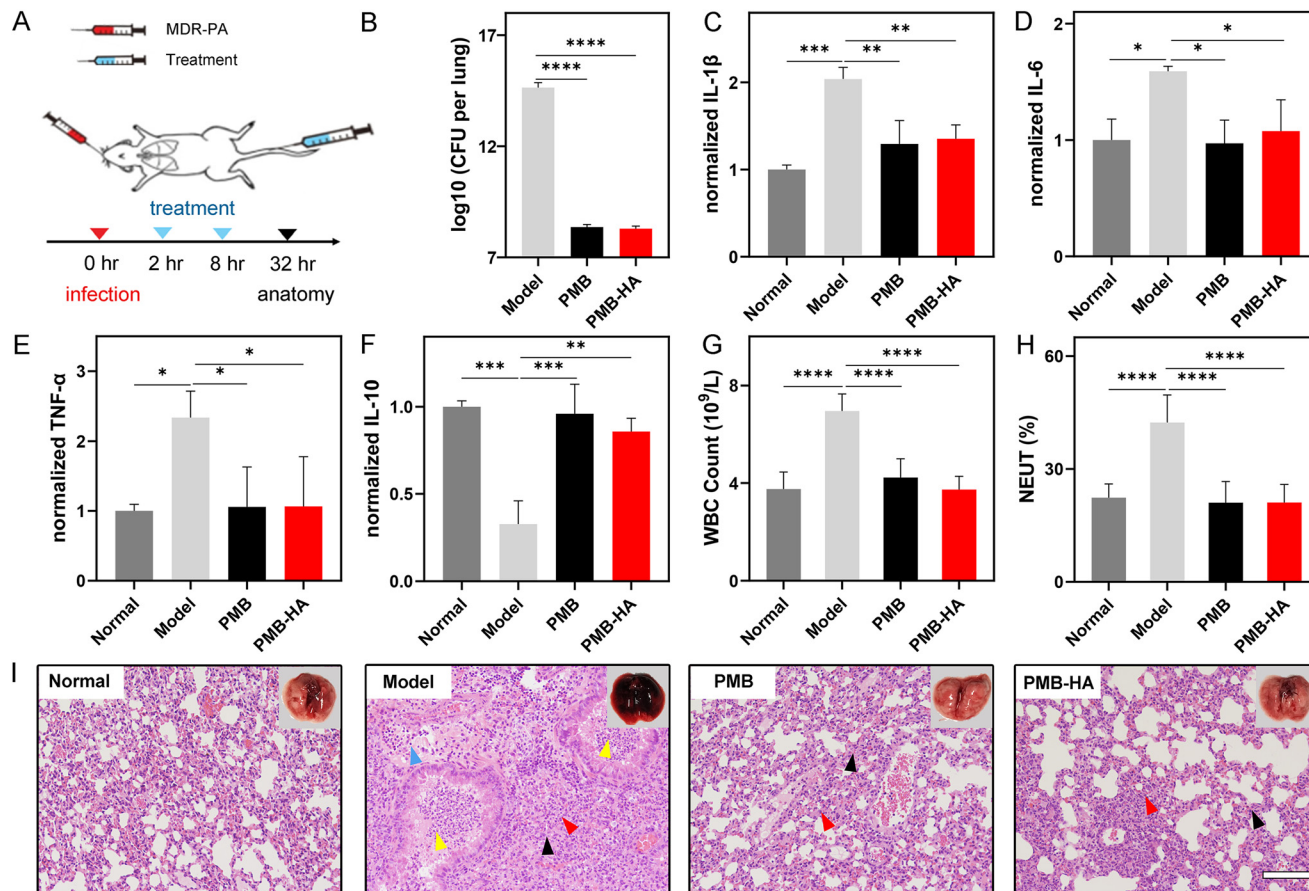 A
MDR-PA
Treatment
treatment
0 hr 2 hr 8 hr 32 hr
infection anatomy
B
log10 (CFU per lung)
17
12
7
****
****
Model PMB PMB-HA
C
normalized IL-1β
2
1
0
**
*** **
Normal Model PMB PMB-HA
D
normalized IL-6
2
1
0
*
* *
Normal Model PMB PMB-HA
E
normalized TNF-α
3
2
1
0
*
* *
Normal Model PMB PMB-HA
F
normalized IL-10
1.0
0.5
0.0
**
*** ***
Normal Model PMB PMB-HA
G
WBC Count (10⁹/L)
8
4
0
****
**** ****
Normal Model PMB PMB-HA
H
NEUT (%)
60
30
0
****
**** ****
Normal Model PMB PMB-HA
I
Normal
Model
PMB
PMB-HA